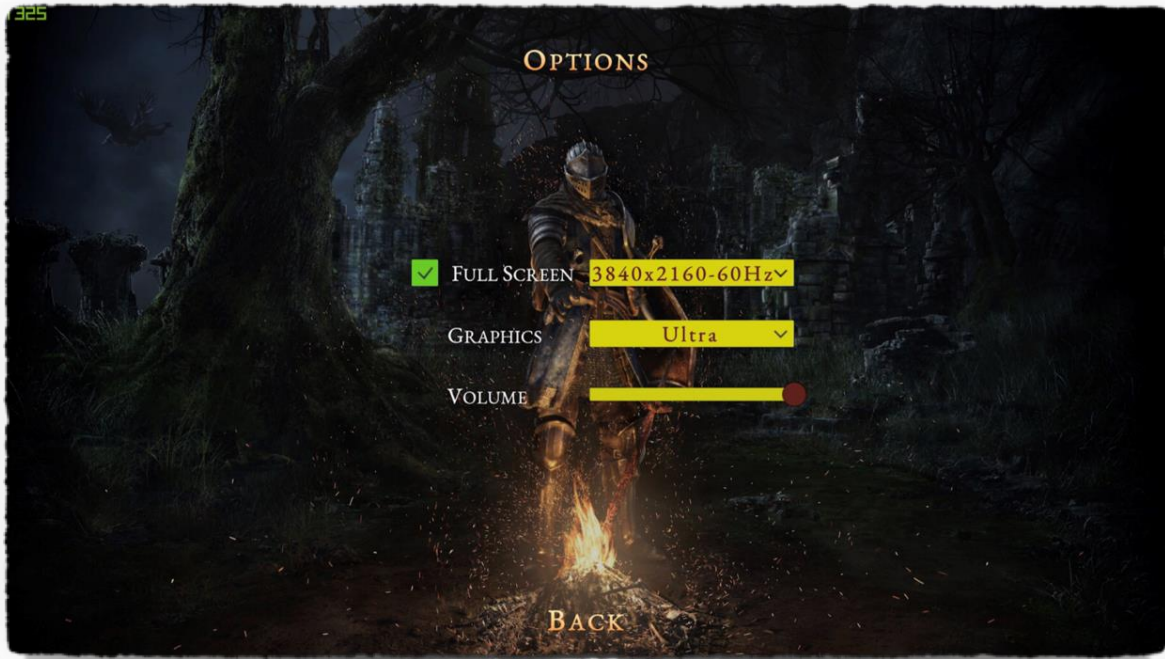 325
OPTIONS
FULL SCREEN 3840x2160-60Hz
GRAPHICS Ultra
VOLUME
BACK